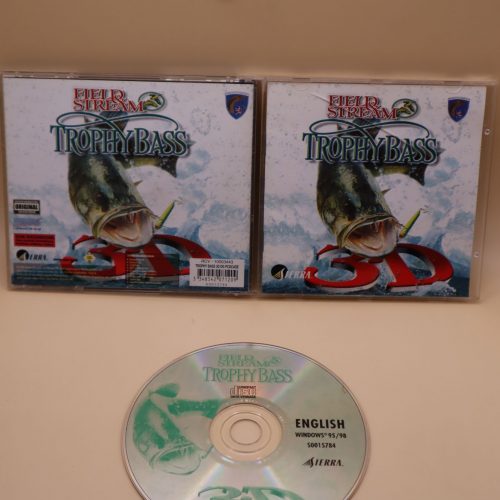 FIELD
STREAM
TROPHY BASS
ORIGINAL
3D
SIERRA
FIELD &
STREAM
TROPHY BASS
3D
SIERRA
FIELD &
STREAM
TROPHY BASS
ENGLISH
WINDOWS® 95/98
S0015784
SIERRA
3D